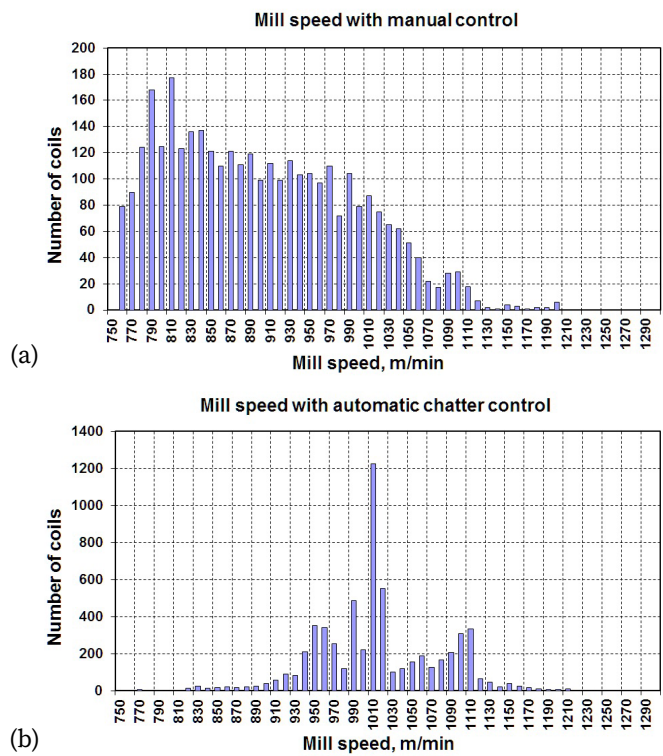 Mill speed with manual control
200
180
160
140
120
100
80
60
40
20
0
Number of coils
750 770 790 810 830 850 870 890 910 930 950 970 990 1010 1030 1050 1070 1090 1110 1130 1150 1170 1190 1210 1230 1250 1270 1290
Mill speed, m/min
(a)
Mill speed with automatic chatter control
1400
1200
1000
800
600
400
200
0
Number of coils
750 770 790 810 830 850 870 890 910 930 950 970 990 1010 1030 1050 1070 1090 1110 1130 1150 1170 1190 1210 1230 1250 1270 1290
Mill speed, m/min
(b)